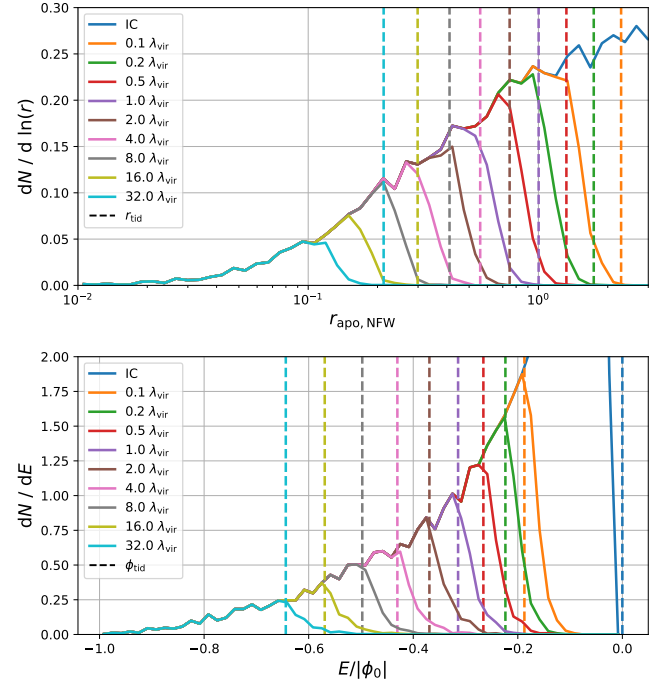 0.30
0.25
0.20
0.15
0.10
0.05
0.00
dN / d ln(r)
IC
0.1 λvir
0.2 λvir
0.5 λvir
1.0 λvir
2.0 λvir
4.0 λvir
8.0 λvir
16.0 λvir
32.0 λvir
rtid
10⁻²
10⁻¹
10⁰
rapo, NFW
2.00
1.75
1.50
1.25
1.00
0.75
0.50
0.25
0.00
dN / dE
IC
0.1 λvir
0.2 λvir
0.5 λvir
1.0 λvir
2.0 λvir
4.0 λvir
8.0 λvir
16.0 λvir
32.0 λvir
ϕtid
−1.0
−0.8
−0.6
−0.4
−0.2
0.0
E/|ϕ₀|